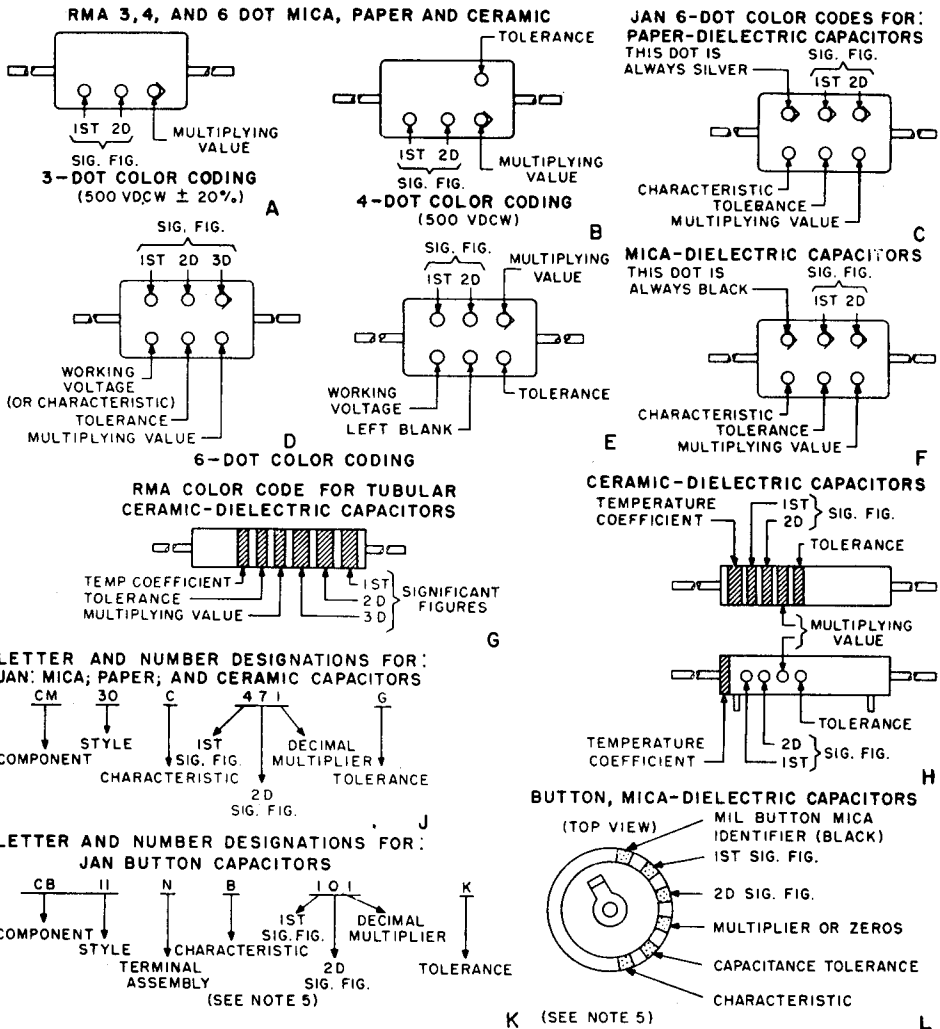 RMA 3,4, AND 6 DOT MICA, PAPER AND CERAMIC
1ST 2D
SIG. FIG.
MULTIPLYING
VALUE
3-DOT COLOR CODING
(500 VDCW ± 20%)
A
TOLERANCE
1ST 2D
SIG. FIG.
MULTIPLYING
VALUE
4-DOT COLOR CODING
(500 VDCW)
B
JAN 6-DOT COLOR CODES FOR:
PAPER-DIELECTRIC CAPACITORS
THIS DOT IS
ALWAYS SILVER
SIG. FIG.
1ST 2D
CHARACTERISTIC
TOLERANCE
MULTIPLYING VALUE
C
SIG. FIG.
1ST 2D 3D
WORKING
VOLTAGE
(OR CHARACTERISTIC)
TOLERANCE
MULTIPLYING VALUE
D
SIG. FIG.
1ST 2D
MULTIPLYING
VALUE
WORKING
VOLTAGE
LEFT BLANK
TOLERANCE
E
6-DOT COLOR CODING
MICA-DIELECTRIC CAPACITORS
THIS DOT IS
ALWAYS BLACK
SIG. FIG.
1ST 2D
CHARACTERISTIC
TOLERANCE
MULTIPLYING VALUE
F
RMA COLOR CODE FOR TUBULAR
CERAMIC-DIELECTRIC CAPACITORS
TEMP COEFFICIENT
TOLERANCE
MULTIPLYING VALUE
1ST
2D
3D
SIGNIFICANT
FIGURES
G
CERAMIC-DIELECTRIC CAPACITORS
TEMPERATURE
COEFFICIENT
1ST
2D
SIG. FIG.
TOLERANCE
MULTIPLYING
VALUE
TOLERANCE
TEMPERATURE
COEFFICIENT
2D
1ST
SIG. FIG.
H
LETTER AND NUMBER DESIGNATIONS FOR:
JAN: MICA; PAPER; AND CERAMIC CAPACITORS
CM 30 C 471 G
COMPONENT
STYLE
CHARACTERISTIC
1ST
SIG. FIG.
2D
SIG. FIG.
DECIMAL
MULTIPLIER
TOLERANCE
J
LETTER AND NUMBER DESIGNATIONS FOR:
JAN BUTTON CAPACITORS
CB 11 N B 101 K
COMPONENT
STYLE
TERMINAL
ASSEMBLY
CHARACTERISTIC
1ST
SIG. FIG.
2D
SIG. FIG.
DECIMAL
MULTIPLIER
TOLERANCE
(SEE NOTE 5)
K
BUTTON, MICA-DIELECTRIC CAPACITORS
(TOP VIEW)
MIL BUTTON MICA
IDENTIFIER (BLACK)
1ST SIG. FIG.
2D SIG. FIG.
MULTIPLIER OR ZEROS
CAPACITANCE TOLERANCE
CHARACTERISTIC
(SEE NOTE 5)
L